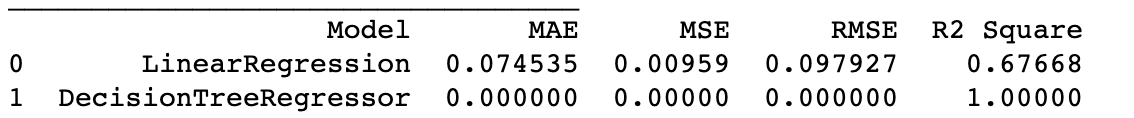 Model MAE MSE RMSE R2 Square
0 LinearRegression 0.074535 0.00959 0.097927 0.67668
1 DecisionTreeRegressor 0.000000 0.00000 0.000000 1.00000